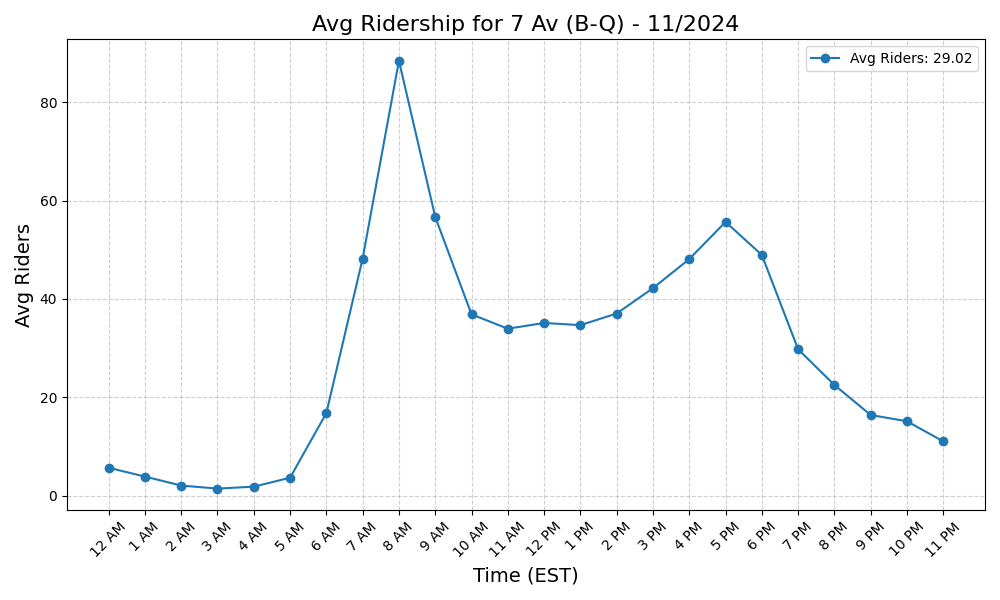 Avg Ridership for 7 Av (B-Q) - 11/2024
Avg Riders: 29.02
Avg Riders
80
60
40
20
0
12 AM
1 AM
2 AM
3 AM
4 AM
5 AM
6 AM
7 AM
8 AM
9 AM
10 AM
11 AM
12 PM
1 PM
2 PM
3 PM
4 PM
5 PM
6 PM
7 PM
8 PM
9 PM
10 PM
11 PM
Time (EST)